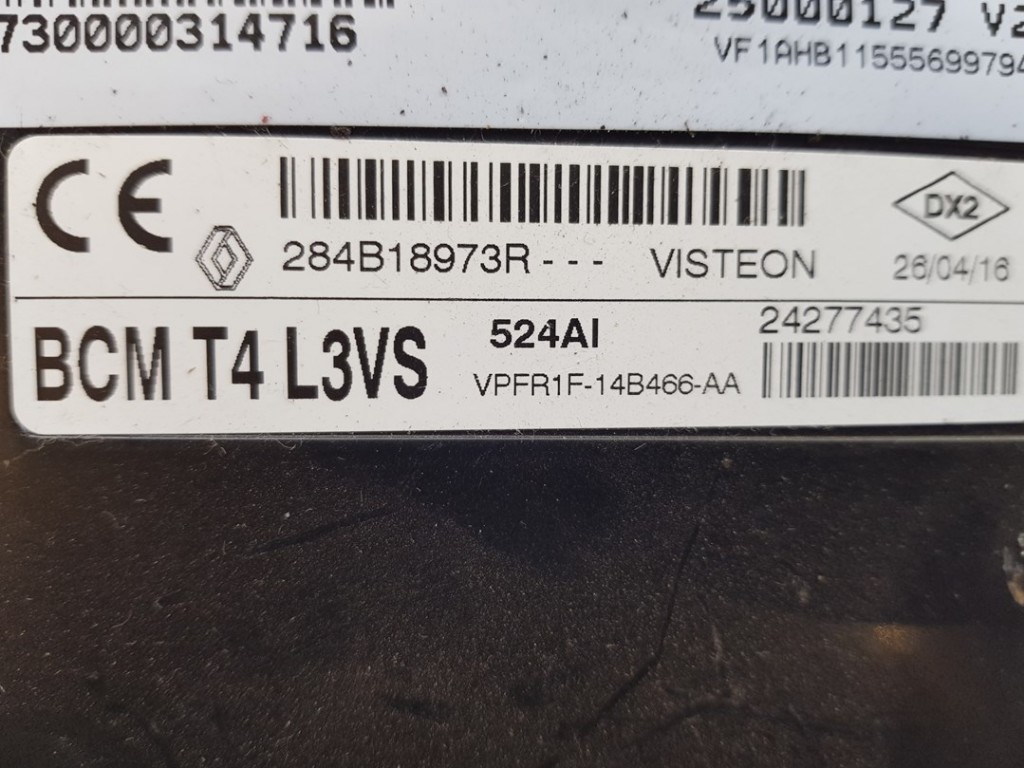 730000314716
25000127 V2
VF1AHB11555699794
CE
DX2
284B18973R--- VISTEON 26/04/16
BCM T4 L3VS
524AI
24277435
VPFR1F-14B466-AA